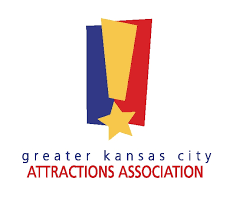 greater kansas city
ATTRACTIONS ASSOCIATION